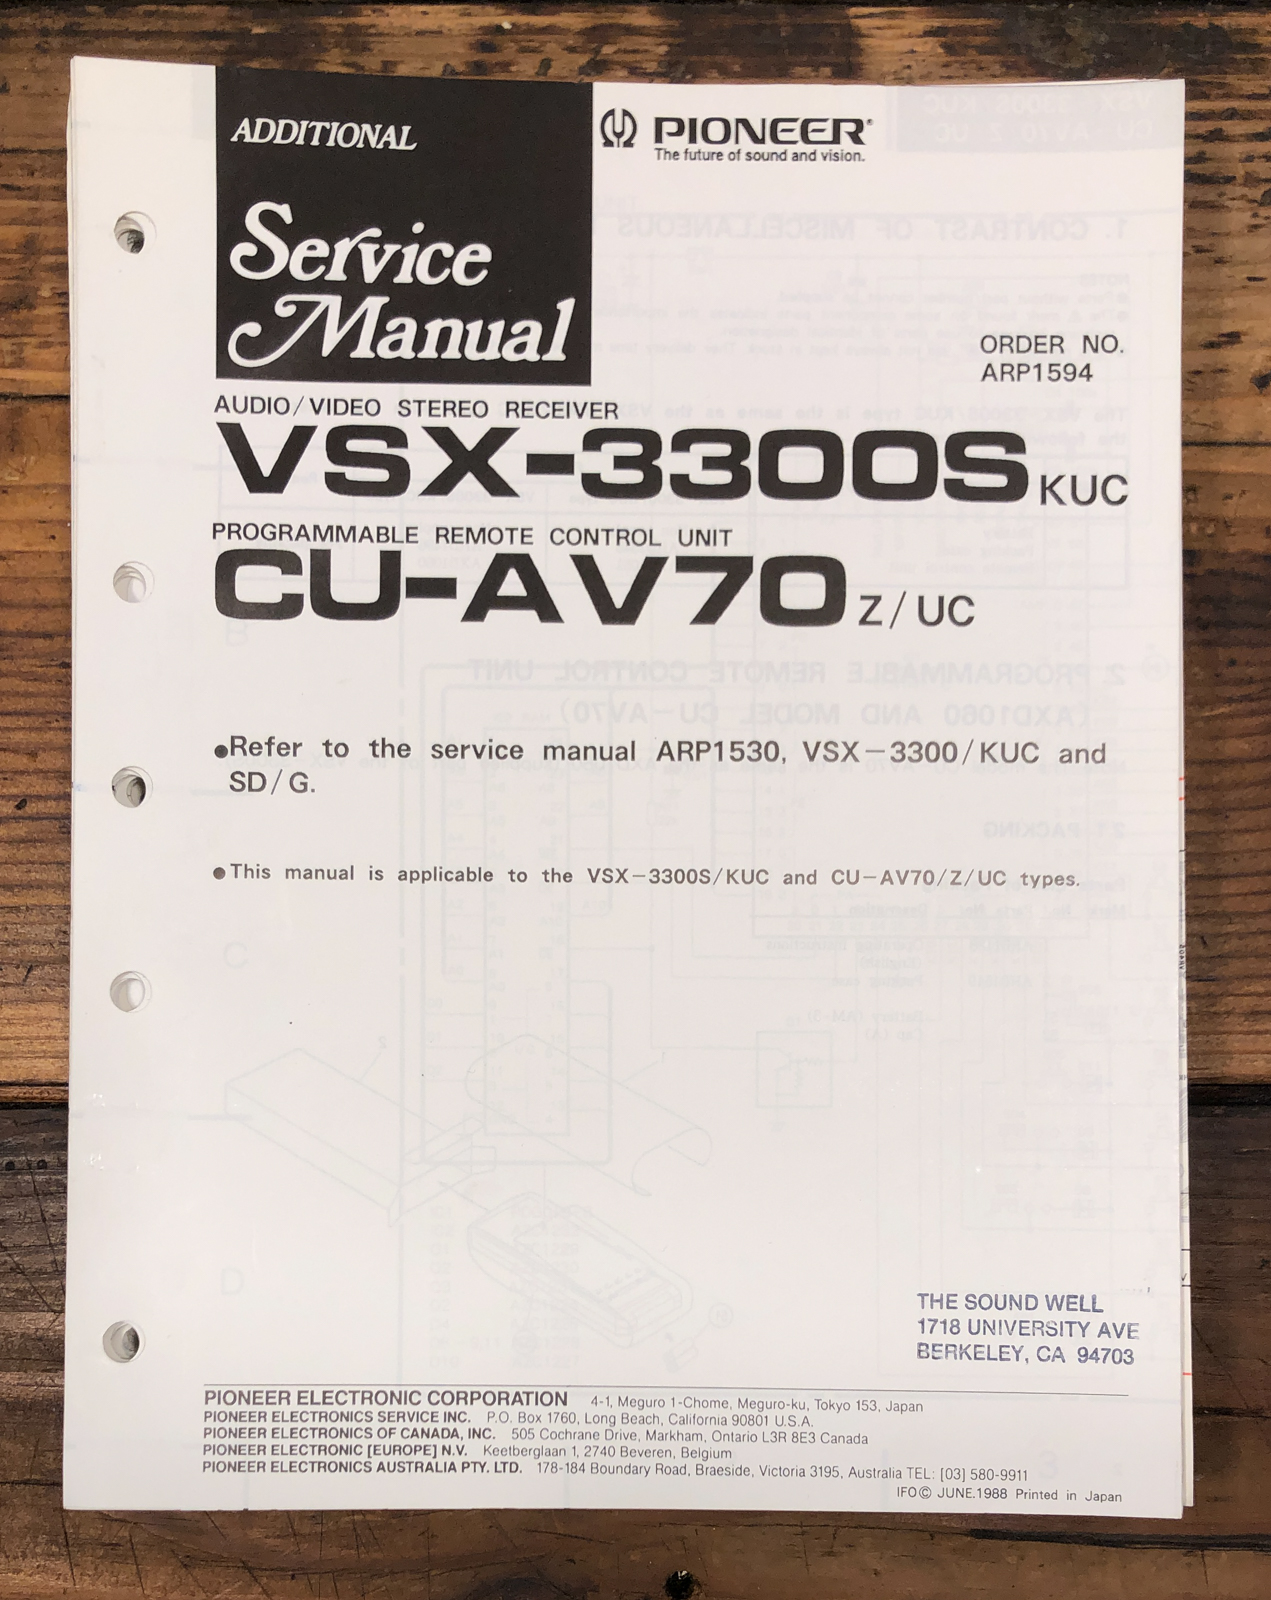 ADDITIONAL
Service
Manual
PIONEER®
The future of sound and vision.
ORDER NO.
ARP1594
AUDIO/VIDEO STEREO RECEIVER
VSX-3300S KUC
PROGRAMMABLE REMOTE CONTROL UNIT
CU-AV70 Z/UC
●Refer to the service manual ARP1530, VSX-3300/KUC and
SD/G.
●This manual is applicable to the VSX-3300S/KUC and CU-AV70/Z/UC types.
THE SOUND WELL
1718 UNIVERSITY AVE
BERKELEY, CA 94703
PIONEER ELECTRONIC CORPORATION 4-1, Meguro 1-Chome, Meguro-ku, Tokyo 153, Japan
PIONEER ELECTRONICS SERVICE INC. P.O. Box 1760, Long Beach, California 90801 U.S.A.
PIONEER ELECTRONICS OF CANADA, INC. 505 Cochrane Drive, Markham, Ontario L3R 8E3 Canada
PIONEER ELECTRONIC [EUROPE] N.V. Keetberglaan 1, 2740 Beveren, Belgium
PIONEER ELECTRONICS AUSTRALIA PTY. LTD. 178-184 Boundary Road, Braeside, Victoria 3195, Australia TEL: [03] 580-9911
IFO© JUNE.1988 Printed in Japan